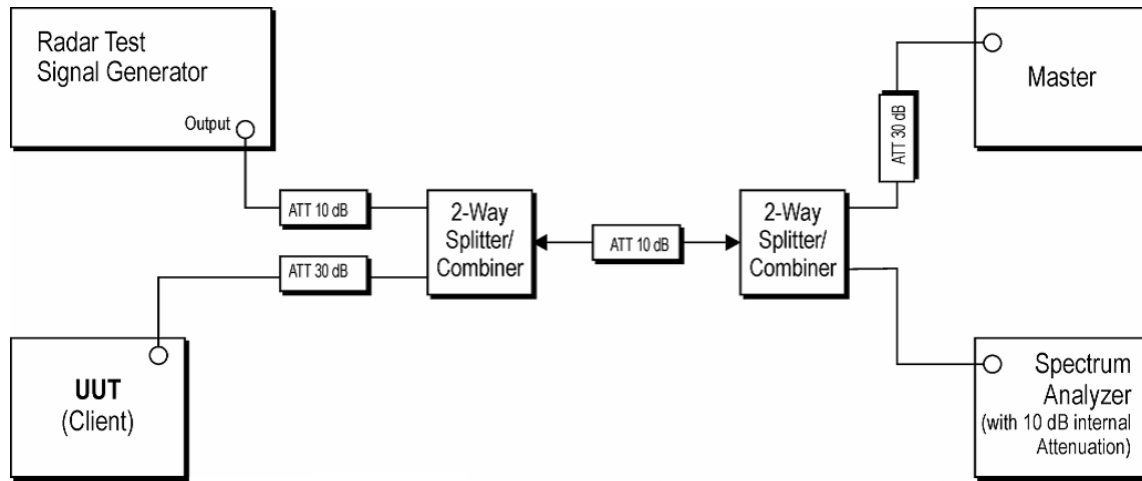 Radar Test
Signal Generator
Output
Master
ATT 30 dB
ATT 10 dB
2-Way
Splitter/
Combiner
ATT 10 dB
2-Way
Splitter/
Combiner
ATT 30 dB
UUT
(Client)
Spectrum
Analyzer
(with 10 dB internal
Attenuation)